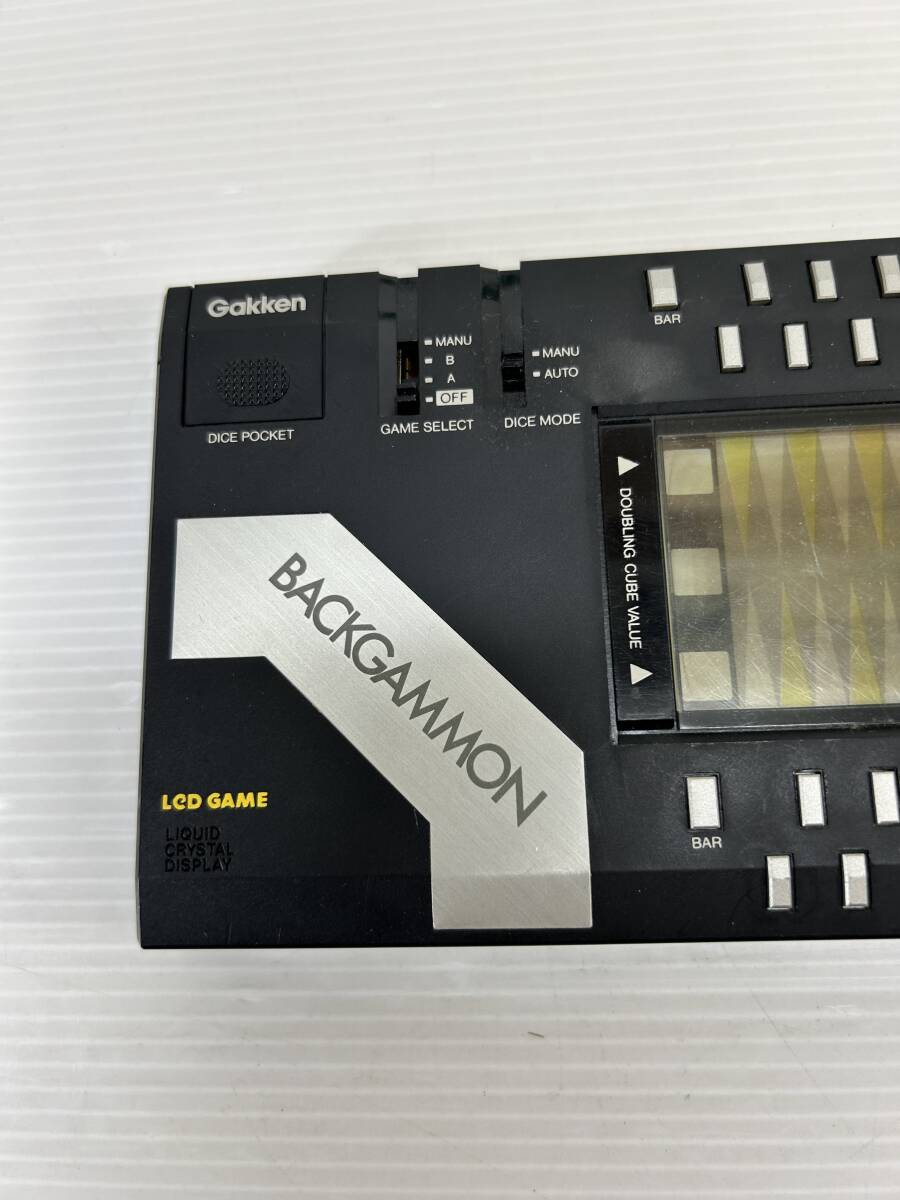 Gakken
DICE POCKET
MANU
B
A
OFF
GAME SELECT
MANU
AUTO
DICE MODE
BAR
DOUBLING CUBE VALUE
BACKGAMMON
LCD GAME
LIQUID
CRYSTAL
DISPLAY
BAR